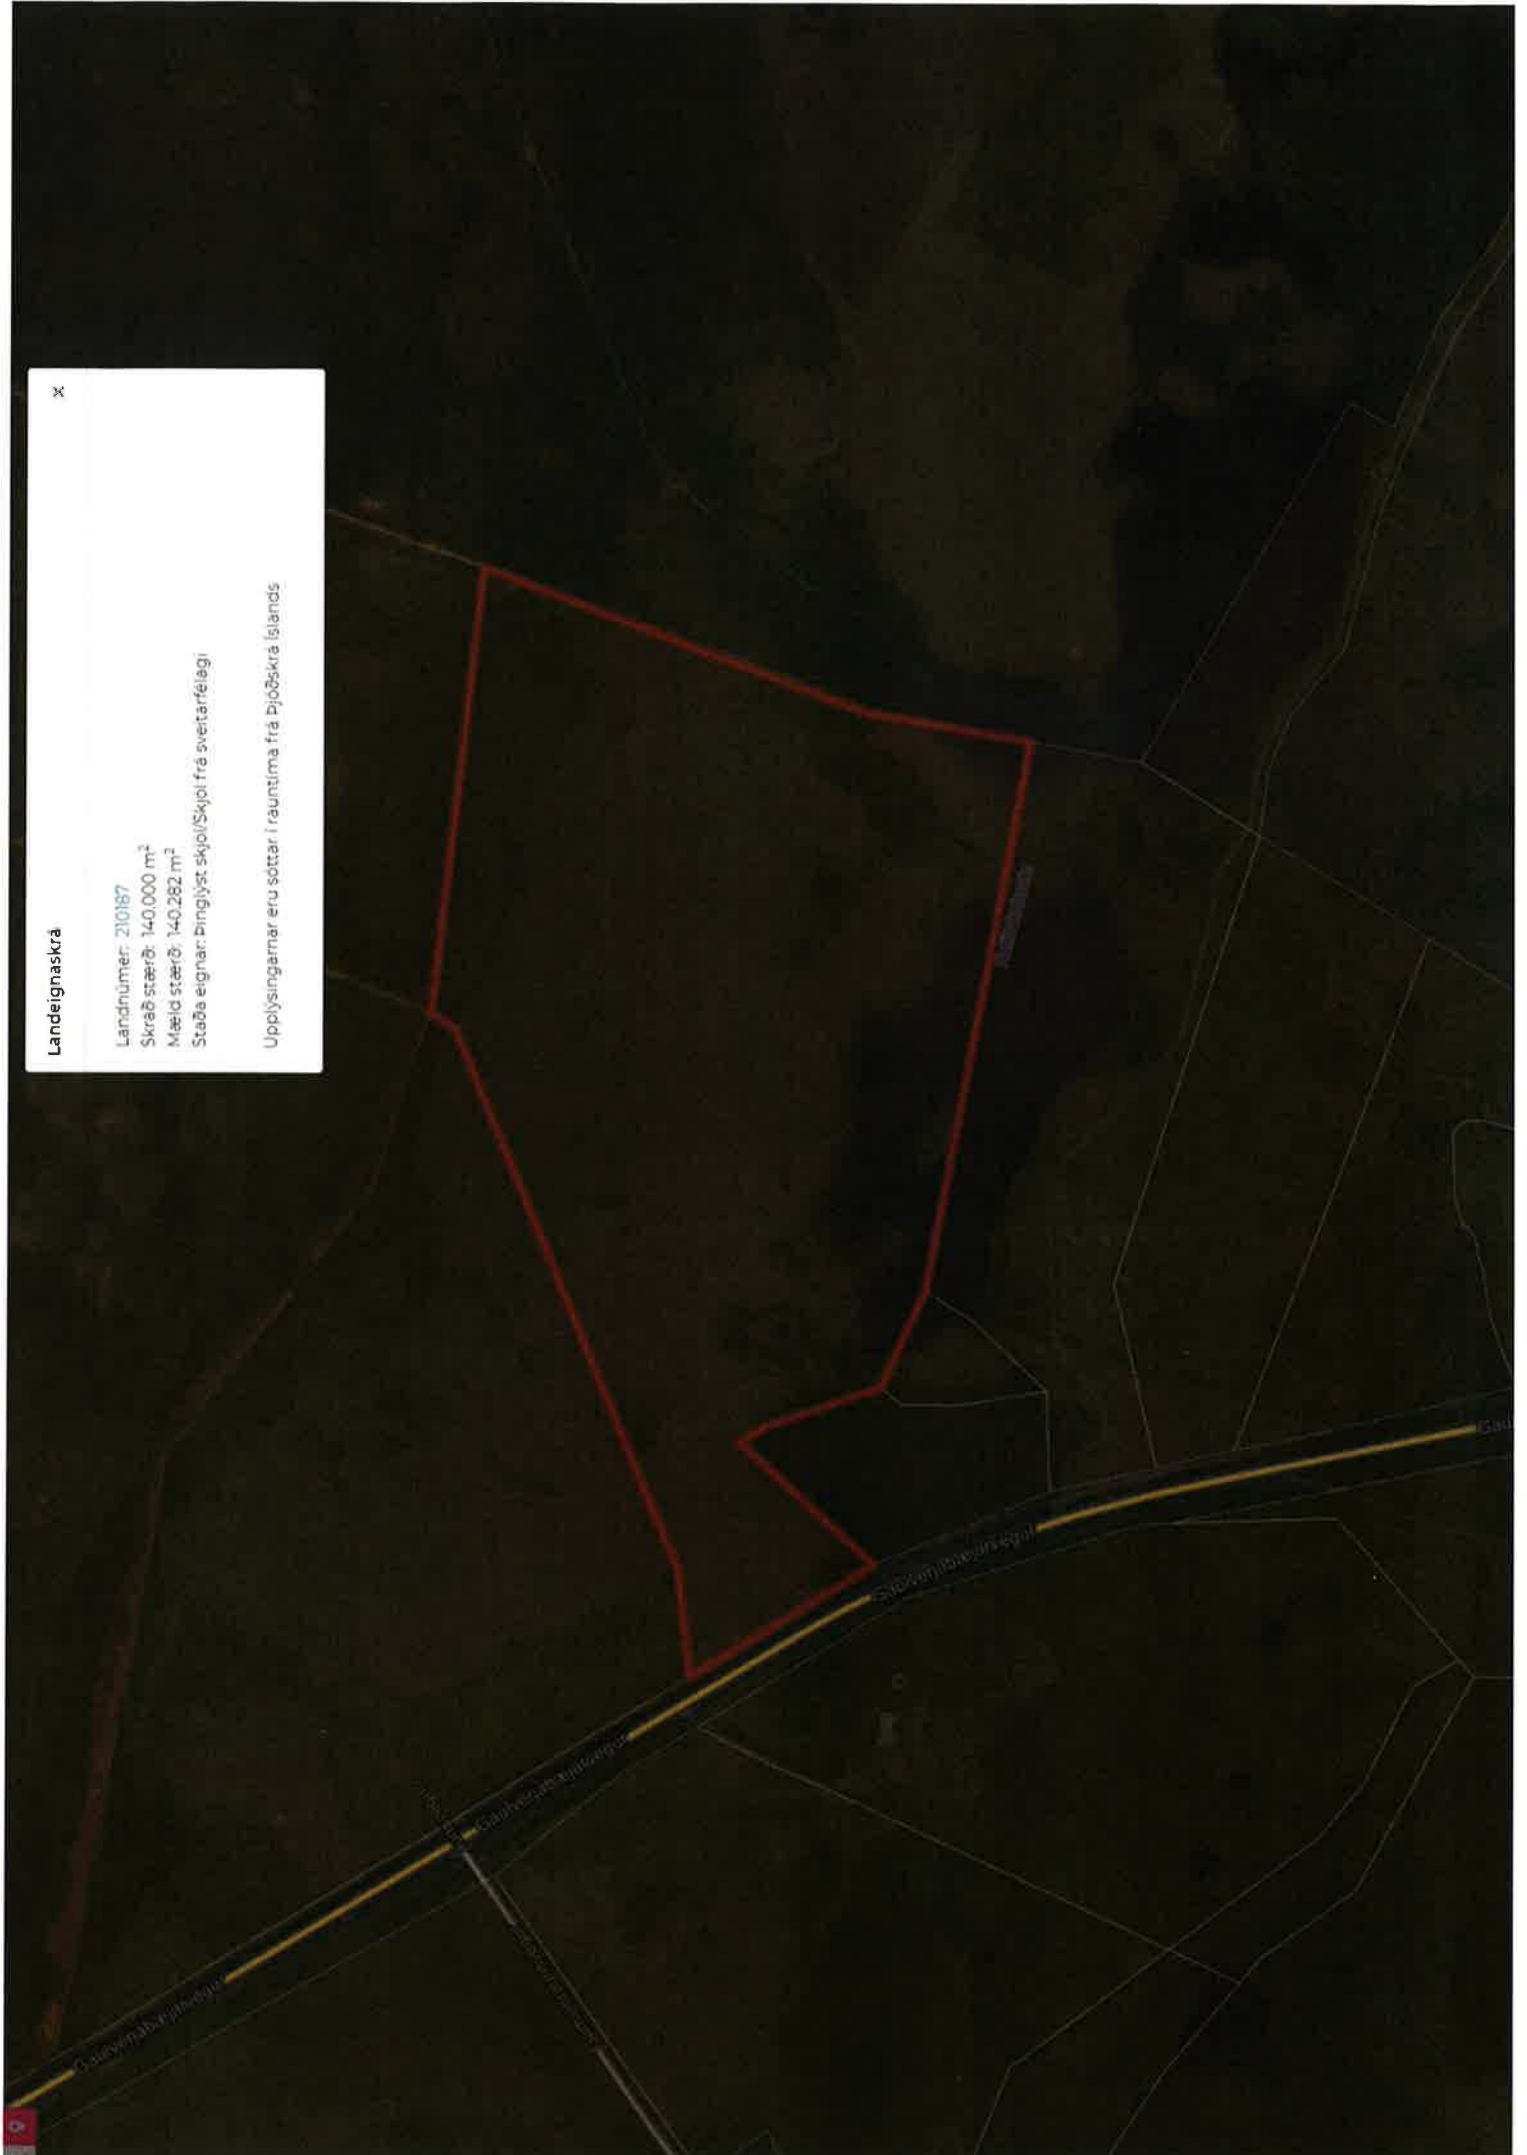 Landeignaskrá
x
Landnúmer: 210187
Skráð stærð: 140.000 m²
Mæld stærð: 140.282 m²
Staða eignar: Þinglýst skjöl/Skjöl frá sveitarfélagi
Upplýsingarnar eru sóttar í rauntíma frá Þjóðskrá Íslands
Gaulverjabæjarvegur
Gaulverjabæjarvegur
Gaulverjabæjarvegur
Gaul